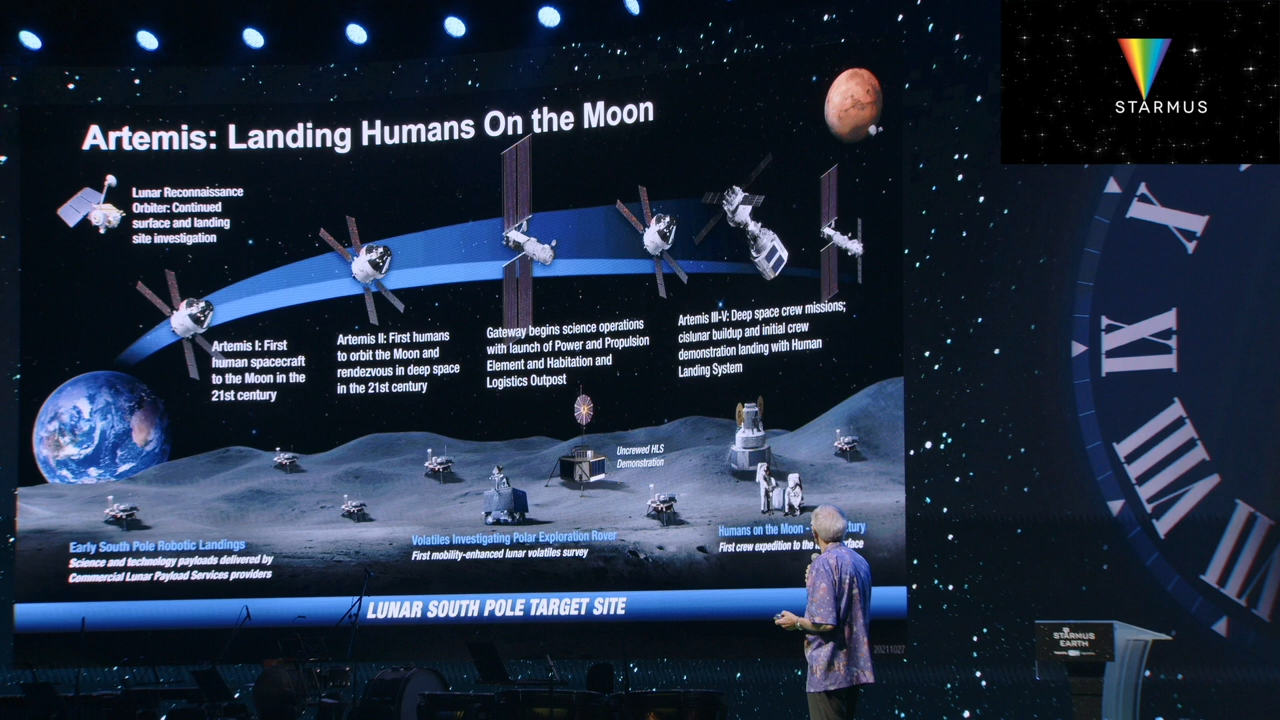 STARMUS
Artemis: Landing Humans On the Moon
Lunar Reconnaissance
Orbiter: Continued
surface and landing
site investigation
Artemis I: First
human spacecraft
to the Moon in the
21st century
Artemis II: First humans
to orbit the Moon and
rendezvous in deep space
in the 21st century
Gateway begins science operations
with launch of Power and Propulsion
Element and Habitation and
Logistics Outpost
Artemis III-V: Deep space crew missions;
cislunar buildup and initial crew
demonstration landing with Human
Landing System
Uncrewed HLS
Demonstration
Early South Pole Robotic Landings
Science and technology payloads delivered by
Commercial Lunar Payload Services providers
Volatiles Investigating Polar Exploration Rover
First mobility-enhanced lunar volatiles survey
Humans on the Moon -
First crew expedition to the
LUNAR SOUTH POLE TARGET SITE
20211027
X
XI
STARMUS
EARTH